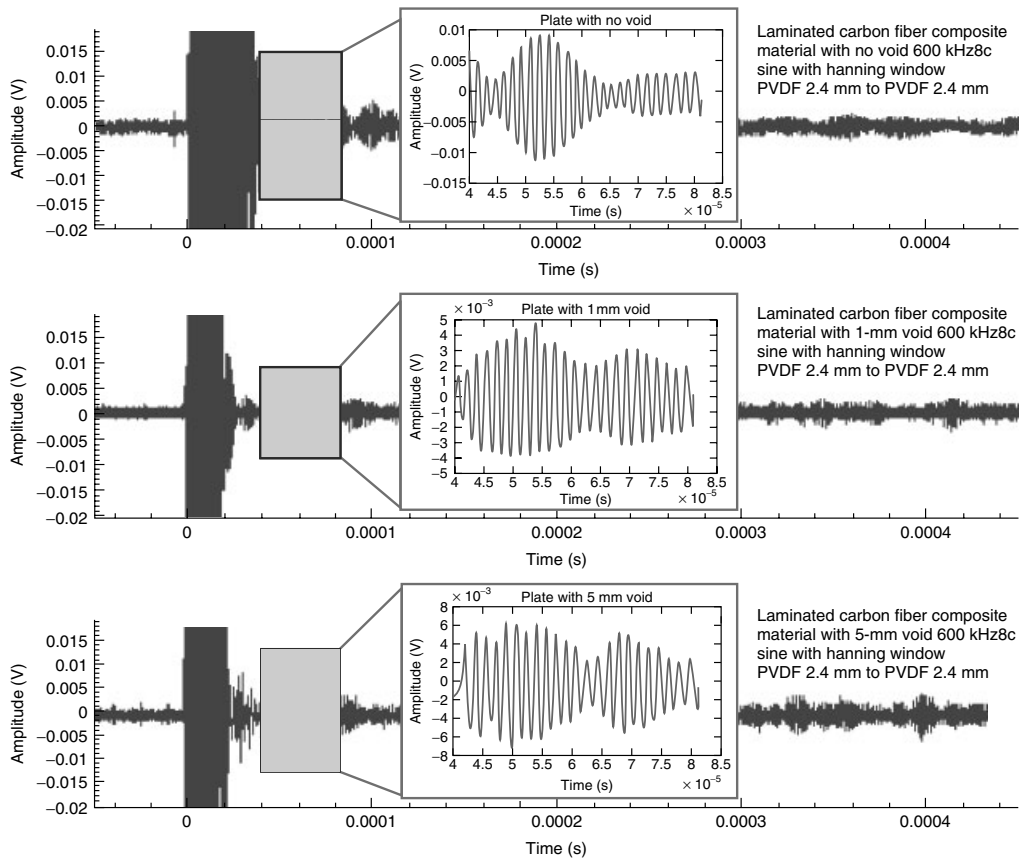 Plate with no void
0.015
0.01
0.005
0
−0.005
−0.01
−0.015
−0.02
Amplitude (V)
0.01
0.005
0
−0.005
−0.01
−0.015
Amplitude (V)
4 4.5 5 5.5 6 6.5 7 7.5 8 8.5
Time (s)
× 10⁻⁵
Laminated carbon fiber composite
material with no void 600 kHz8c
sine with hanning window
PVDF 2.4 mm to PVDF 2.4 mm
0 0.0001 0.0002 0.0003 0.0004
Time (s)
× 10⁻³
Plate with 1 mm void
0.015
0.01
0.005
0
−0.005
−0.01
−0.015
−0.02
Amplitude (V)
5
4
3
2
1
0
−1
−2
−3
−4
−5
Amplitude (V)
4 4.5 5 5.5 6 6.5 7 7.5 8 8.5
Time (s)
× 10⁻⁵
Laminated carbon fiber composite
material with 1-mm void 600 kHz8c
sine with hanning window
PVDF 2.4 mm to PVDF 2.4 mm
0 0.0001 0.0002 0.0003 0.0004
Time (s)
× 10⁻³
Plate with 5 mm void
0.015
0.01
0.005
0
−0.005
−0.01
−0.015
−0.02
Amplitude (V)
8
6
4
2
0
−2
−4
−6
−8
Amplitude (V)
4 4.5 5 5.5 6 6.5 7 7.5 8 8.5
Time (s)
× 10⁻⁵
Laminated carbon fiber composite
material with 5-mm void 600 kHz8c
sine with hanning window
PVDF 2.4 mm to PVDF 2.4 mm
0 0.0001 0.0002 0.0003 0.0004
Time (s)